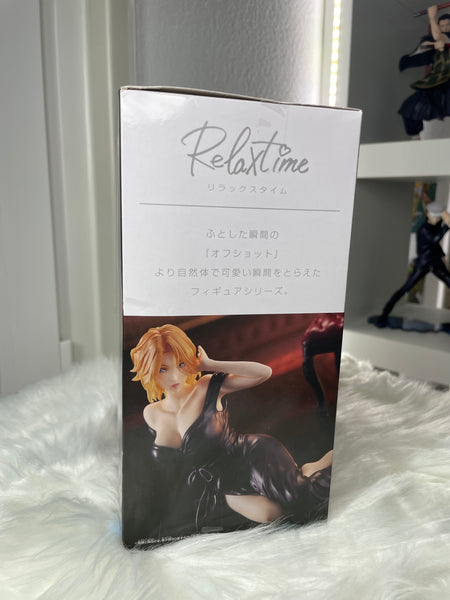 Relaxtime
リラックスタイム
ふとした瞬間の
「オフショット」
より自然体で可愛い瞬間をとらえた
フィギュアシリーズ。